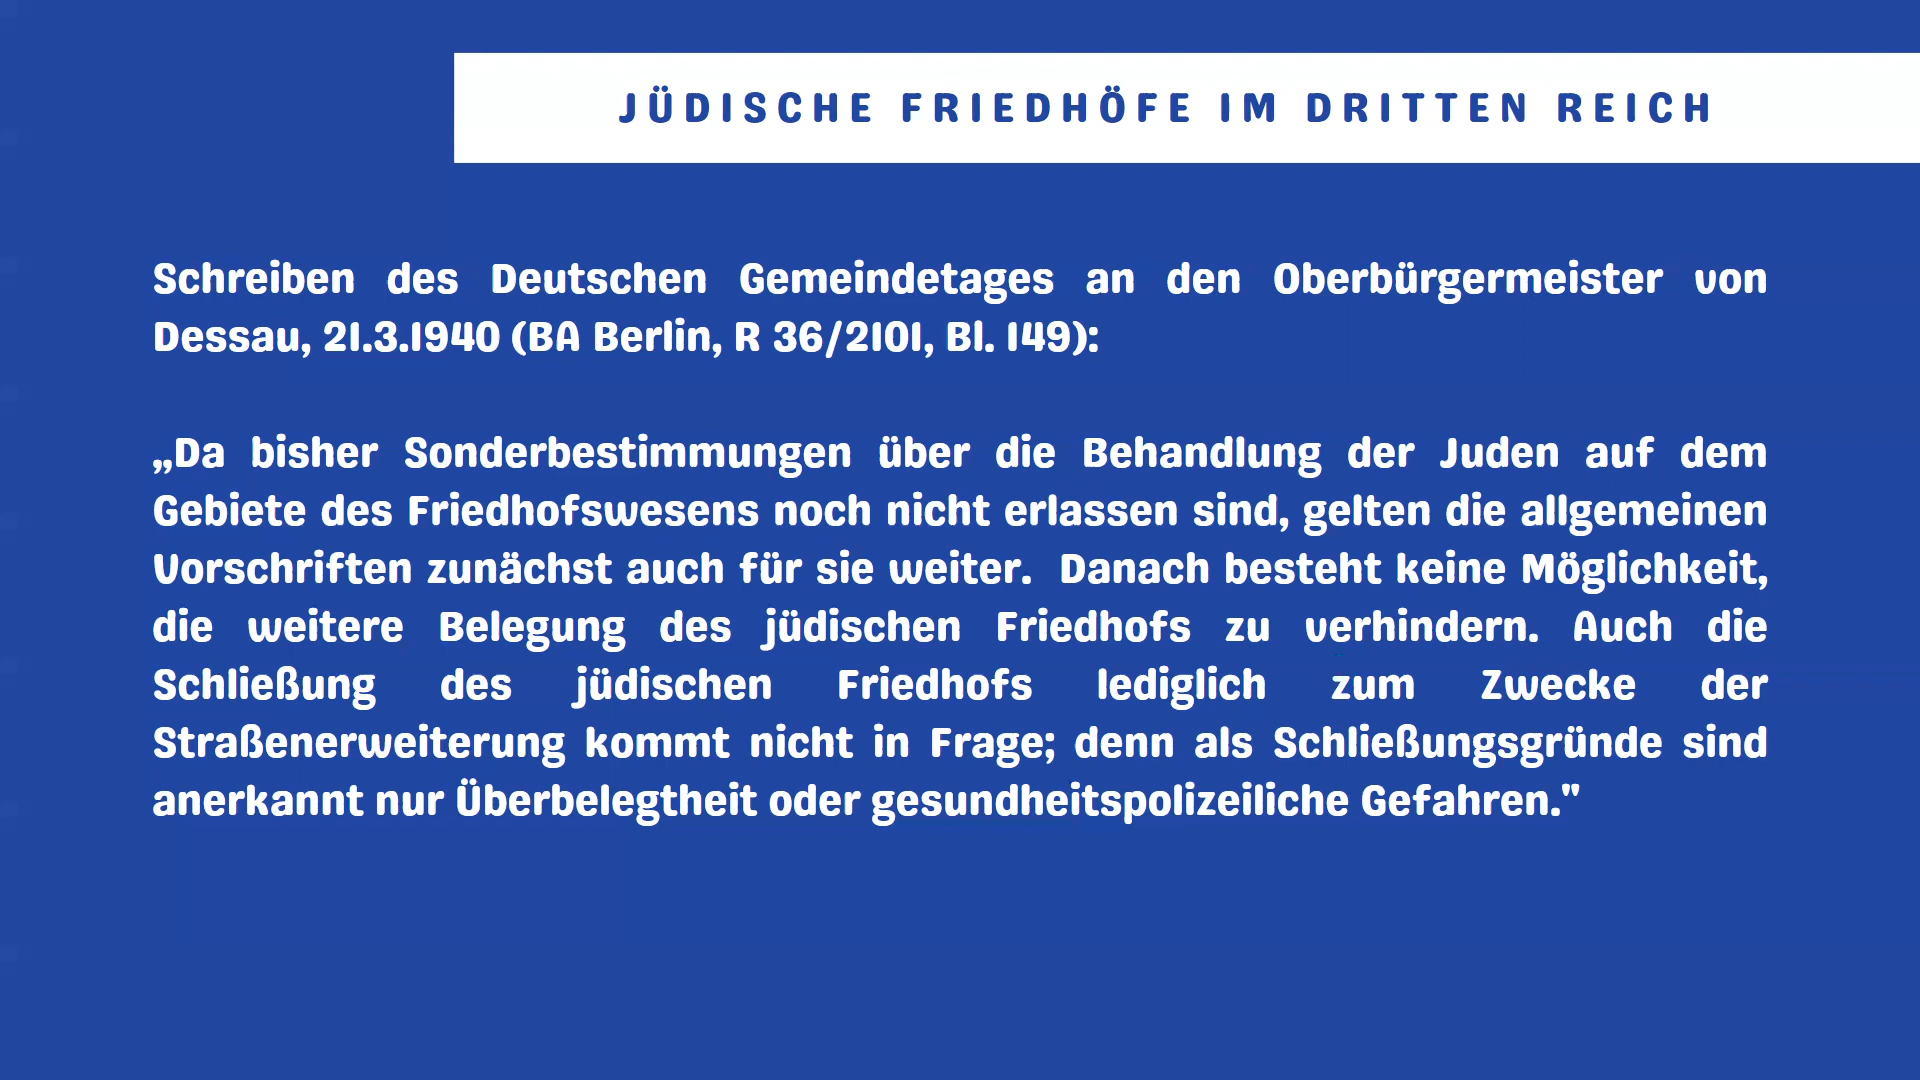 JÜDISCHE FRIEDHÖFE IM DRITTEN REICH
Schreiben des Deutschen Gemeindetages an den Oberbürgermeister von
Dessau, 21.3.1940 (BA Berlin, R 36/2101, Bl. 149):
„Da bisher Sonderbestimmungen über die Behandlung der Juden auf dem
Gebiete des Friedhofswesens noch nicht erlassen sind, gelten die allgemeinen
Vorschriften zunächst auch für sie weiter.  Danach besteht keine Möglichkeit,
die weitere Belegung des jüdischen Friedhofs zu verhindern. Auch die
Schließung des jüdischen Friedhofs lediglich zum Zwecke der
Straßenerweiterung kommt nicht in Frage; denn als Schließungsgründe sind
anerkannt nur Überbelegtheit oder gesundheitspolizeiliche Gefahren."